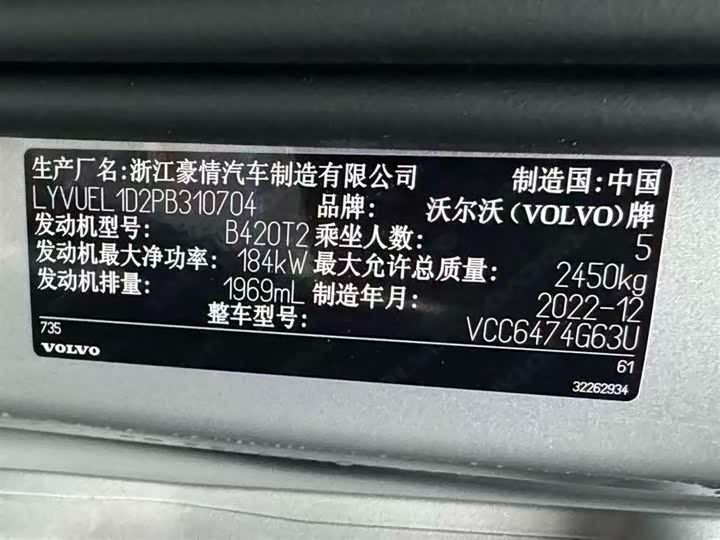 生产厂名:浙江豪情汽车制造有限公司 制造国:中国
LYVUEL1D2PB310704 品牌: 沃尔沃(VOLVO)牌
发动机型号: B420T2 乘坐人数: 5
发动机最大净功率: 184kW 最大允许总质量: 2450kg
发动机排量: 1969mL 制造年月: 2022-12
整车型号: VCC6474G63U
735
VOLVO
61
32262934